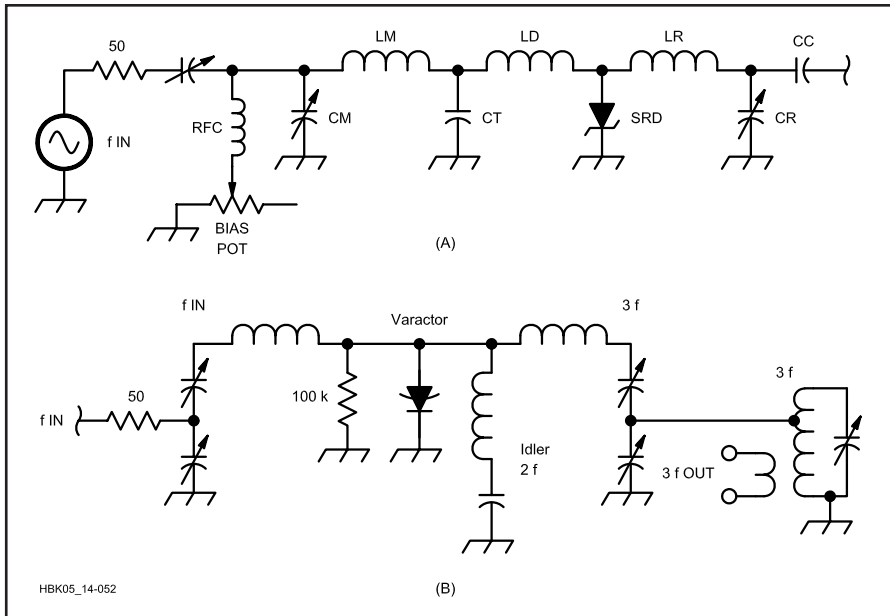 50
LM
LD
LR
CC
f IN
RFC
CM
CT
SRD
CR
BIAS
POT
(A)
f IN
Varactor
3 f
3 f
50
f IN
100 k
Idler
2 f
3 f OUT
HBK05_14-052
(B)